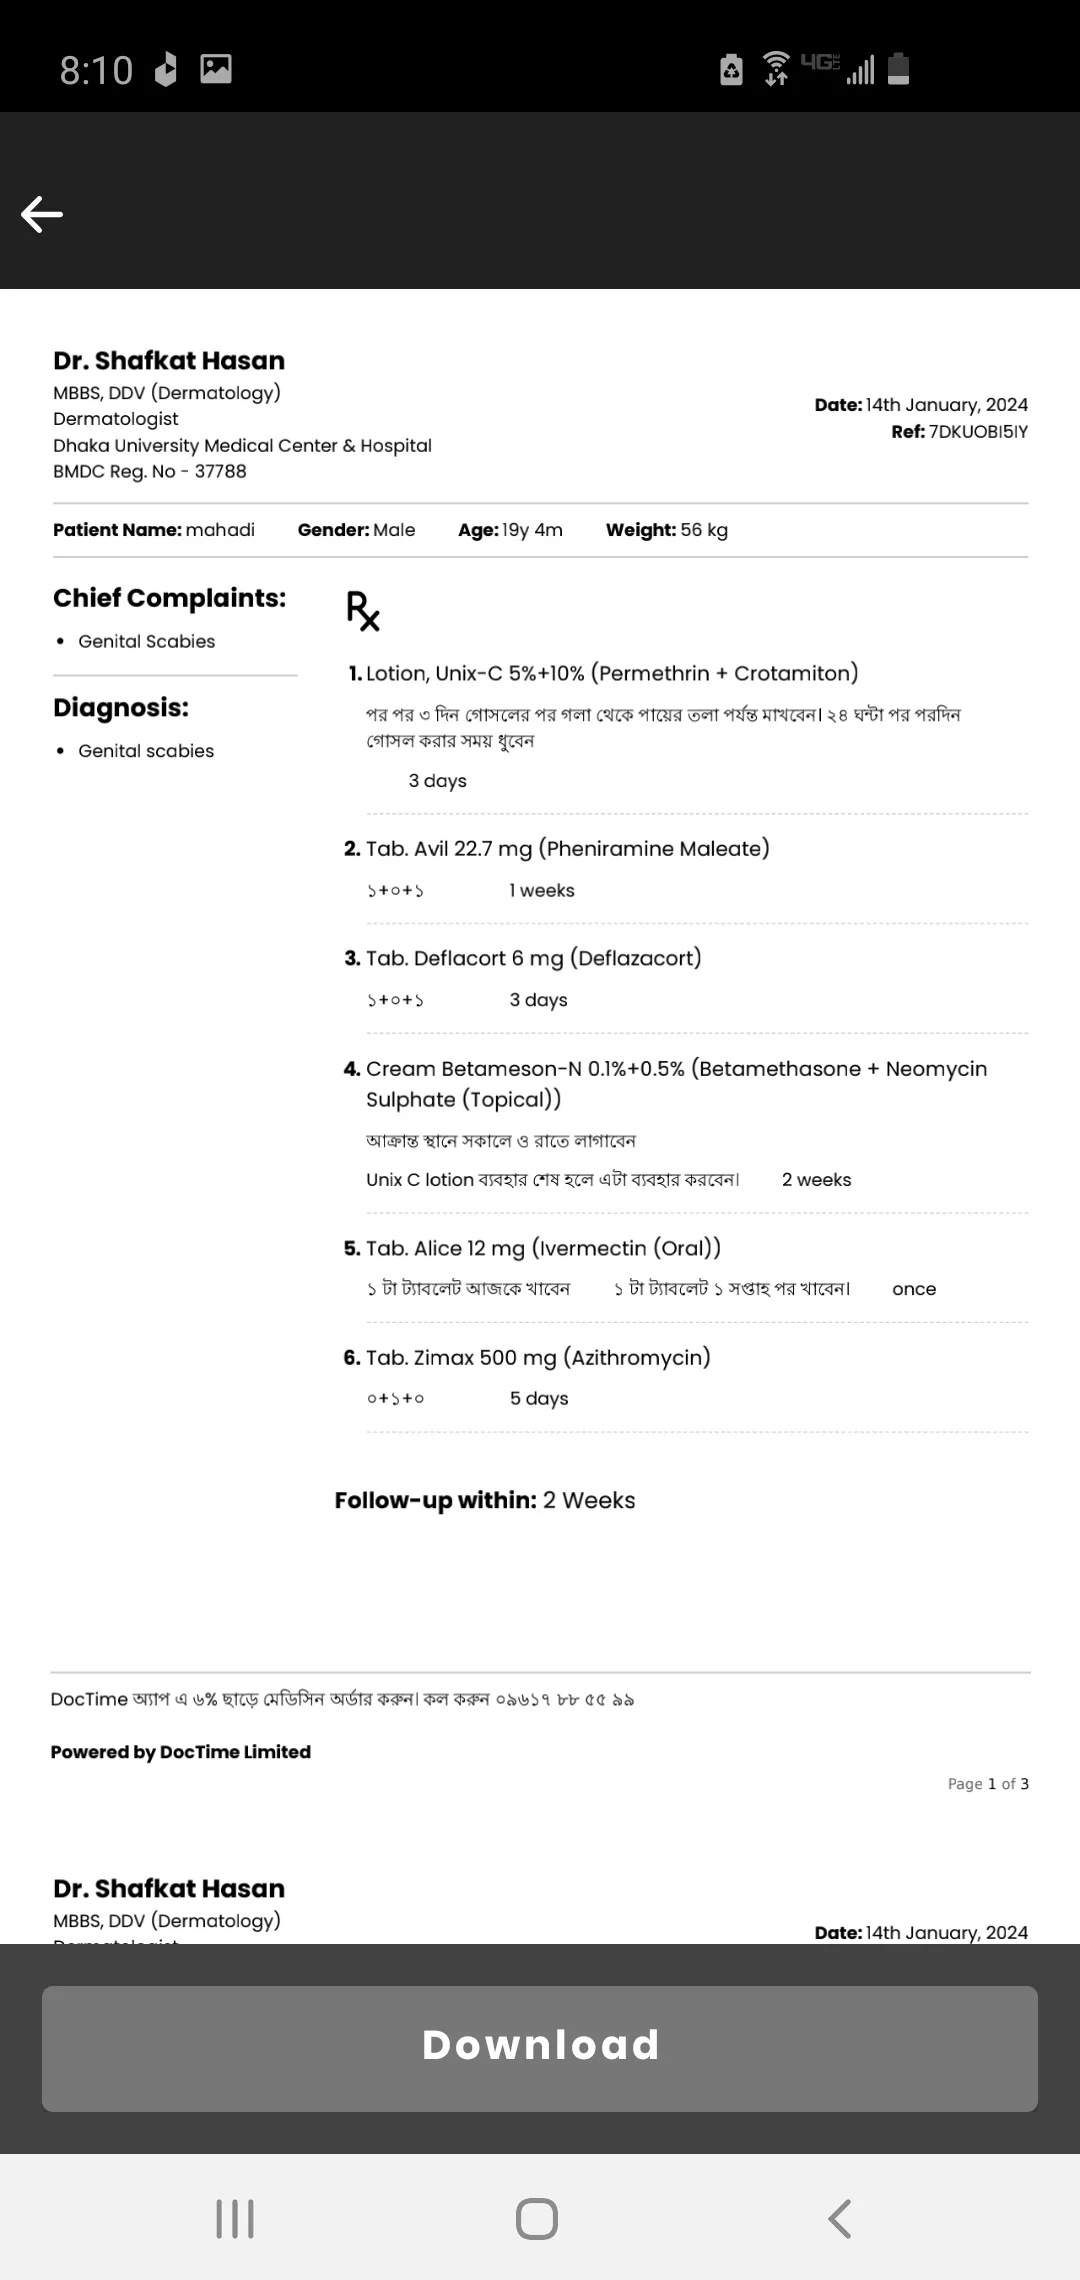 8:10
4G LTE
Dr. Shafkat Hasan
MBBS, DDV (Dermatology)
Dermatologist
Dhaka University Medical Center & Hospital
BMDC Reg. No - 37788
Date: 14th January, 2024
Ref: 7DKUOBI5IY
Patient Name: mahadi Gender: Male Age: 19y 4m Weight: 56 kg
Chief Complaints:
• Genital Scabies
Diagnosis:
• Genital scabies
Rx
1. Lotion, Unix-C 5%+10% (Permethrin + Crotamiton)
পর পর ৩ দিন গোসলের পর গলা থেকে পায়ের তলা পর্যন্ত মাখবেন। ২৪ ঘন্টা পর পরদিন
গোসল করার সময় ধুবেন
3 days
2. Tab. Avil 22.7 mg (Pheniramine Maleate)
১+০+১ 1 weeks
3. Tab. Deflacort 6 mg (Deflazacort)
১+০+১ 3 days
4. Cream Betameson-N 0.1%+0.5% (Betamethasone + Neomycin
Sulphate (Topical))
আক্রান্ত স্থানে সকালে ও রাতে লাগাবেন
Unix C lotion ব্যবহার শেষ হলে এটা ব্যবহার করবেন। 2 weeks
5. Tab. Alice 12 mg (Ivermectin (Oral))
১ টা ট্যাবলেট আজকে খাবেন ১ টা ট্যাবলেট ১ সপ্তাহ পর খাবেন। once
6. Tab. Zimax 500 mg (Azithromycin)
০+১+০ 5 days
Follow-up within: 2 Weeks
DocTime অ্যাপ এ ৬% ছাড়ে মেডিসিন অর্ডার করুন। কল করুন ০৯৬১৭ ৮৮ ৫৫ ৯৯
Powered by DocTime Limited
Page 1 of 3
Dr. Shafkat Hasan
MBBS, DDV (Dermatology)
Dermatologist
Date: 14th January, 2024
Download